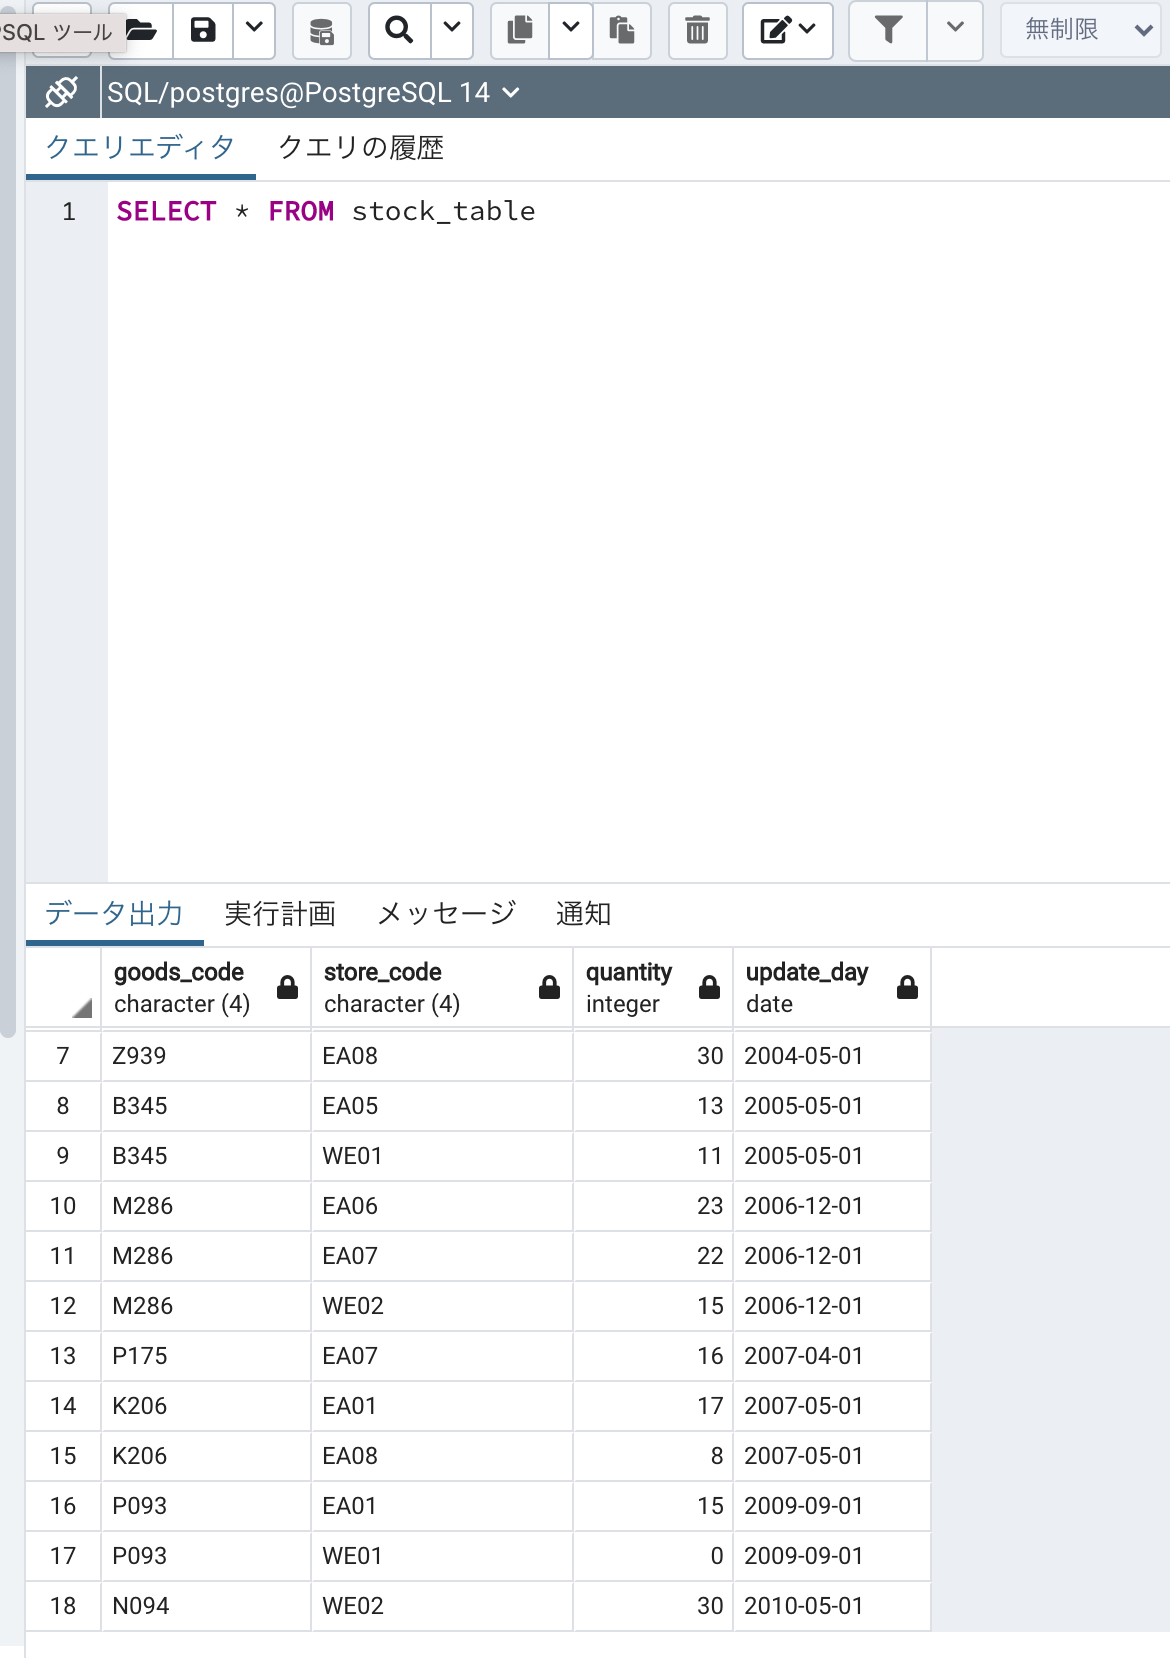 PSQL ツール
無制限
SQL/postgres@PostgreSQL 14
クエリエディタ クエリの履歴
1 SELECT * FROM stock_table
データ出力 実行計画 メッセージ 通知
goods_code store_code quantity update_day
character (4) character (4) integer date
7 Z939 EA08 30 2004-05-01
8 B345 EA05 13 2005-05-01
9 B345 WE01 11 2005-05-01
10 M286 EA06 23 2006-12-01
11 M286 EA07 22 2006-12-01
12 M286 WE02 15 2006-12-01
13 P175 EA07 16 2007-04-01
14 K206 EA01 17 2007-05-01
15 K206 EA08 8 2007-05-01
16 P093 EA01 15 2009-09-01
17 P093 WE01 0 2009-09-01
18 N094 WE02 30 2010-05-01